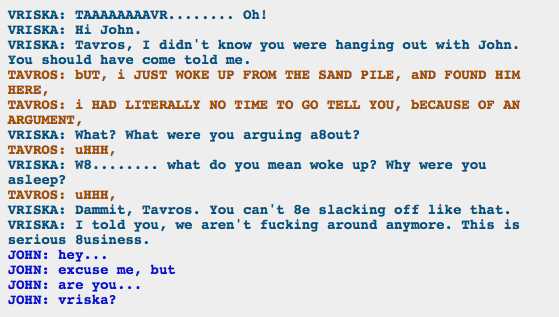 VRISKA: TAAAAAAAAVR........ Oh!
VRISKA: Hi John.
VRISKA: Tavros, I didn't know you were hanging out with John.
You should have come told me.
TAVROS: bUT, i JUST WOKE UP FROM THE SAND PILE, aND FOUND HIM
HERE,
TAVROS: i HAD LITERALLY NO TIME TO GO TELL YOU, bECAUSE OF AN
ARGUMENT,
VRISKA: What? What were you arguing a8out?
TAVROS: uHHH,
VRISKA: W8........ what do you mean woke up? Why were you
asleep?
TAVROS: uHHH,
VRISKA: Dammit, Tavros. You can't 8e slacking off like that.
VRISKA: I told you, we aren't fucking around anymore. This is
serious 8usiness.
JOHN: hey...
JOHN: excuse me, but
JOHN: are you...
JOHN: vriska?